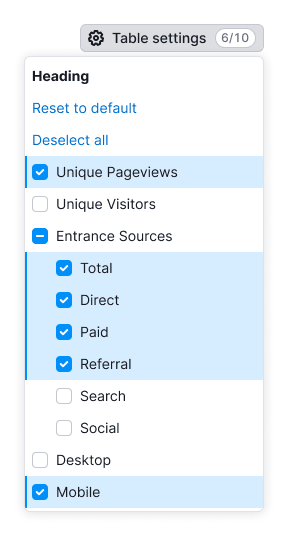 Table settings 6/10
Heading
Reset to default
Deselect all
Unique Pageviews
Unique Visitors
Entrance Sources
Total
Direct
Paid
Referral
Search
Social
Desktop
Mobile